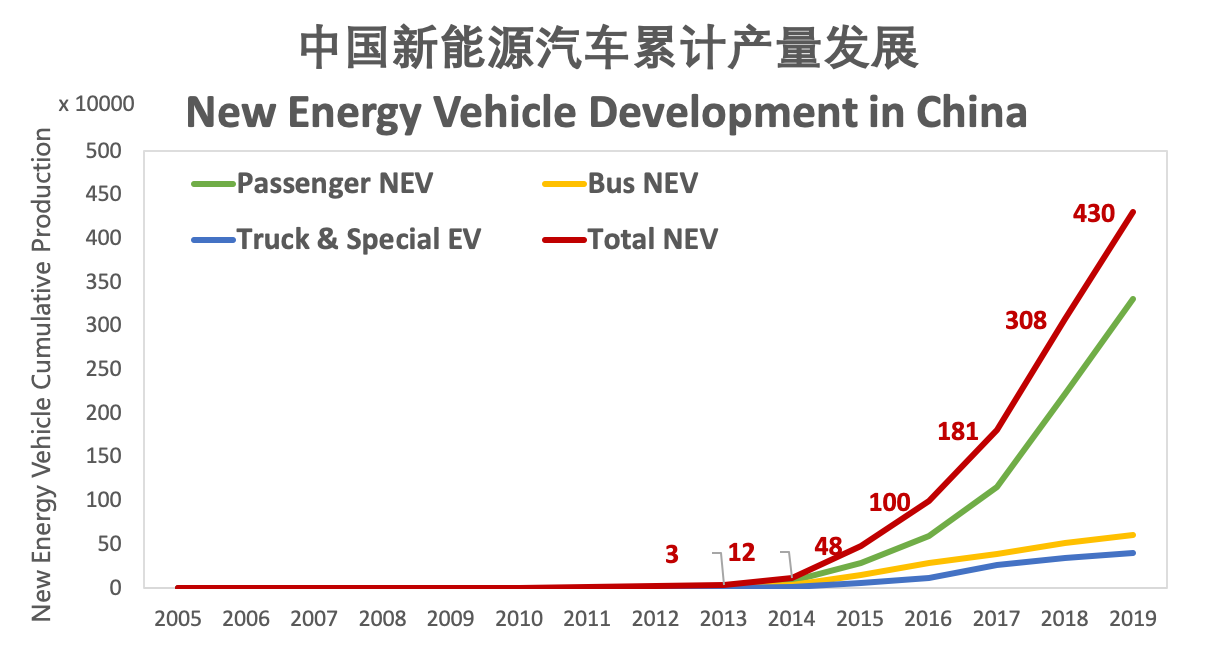 中国新能源汽车累计产量发展
x 10000
New Energy Vehicle Development in China
New Energy Vehicle Cumulative Production
500
450
400
350
300
250
200
150
100
50
0
Passenger NEV
Bus NEV
Truck & Special EV
Total NEV
430
308
181
100
48
12
3
2005 2006 2007 2008 2009 2010 2011 2012 2013 2014 2015 2016 2017 2018 2019